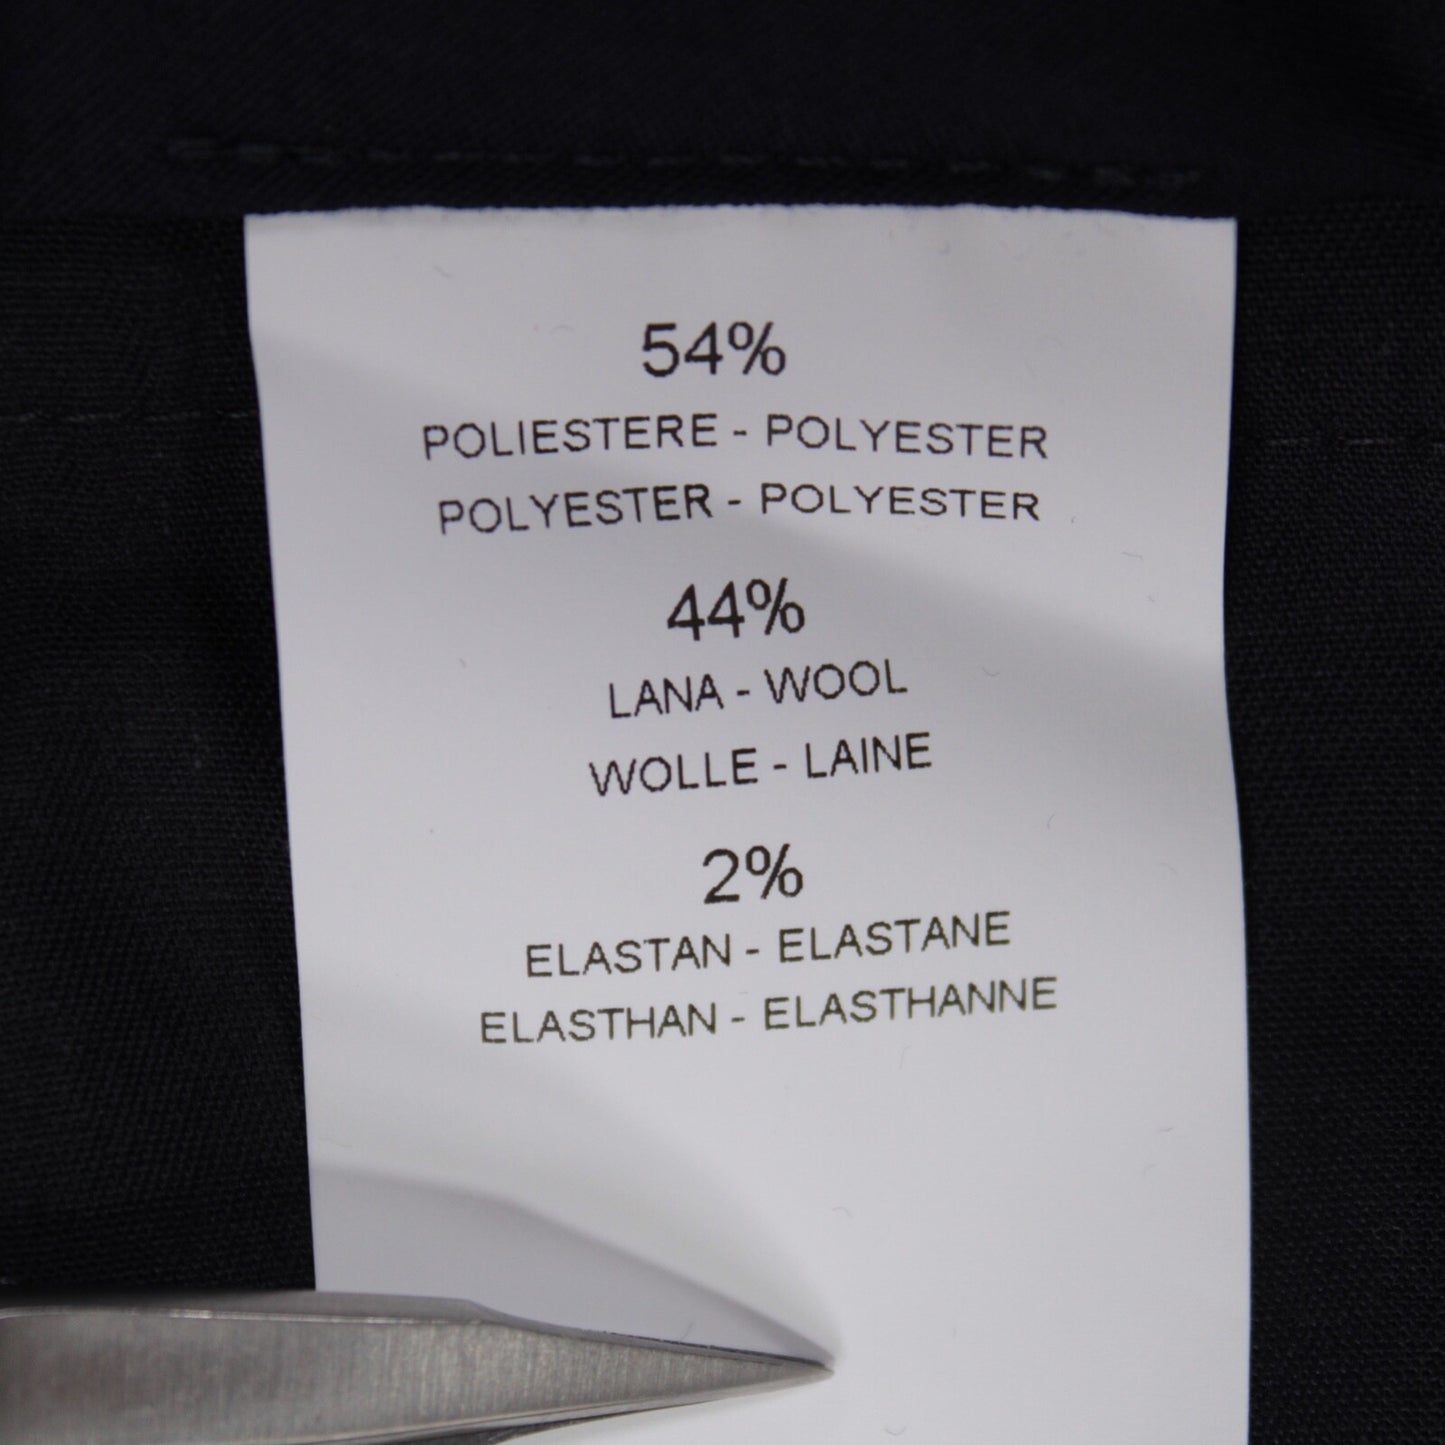 54%
POLIESTERE - POLYESTER
POLYESTER - POLYESTER
44%
LANA - WOOL
WOLLE - LAINE
2%
ELASTAN - ELASTANE
ELASTHAN - ELASTHANNE